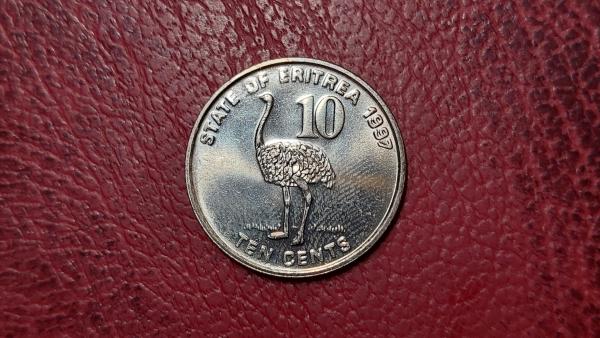 STATE OF ERITREA 1997
10
TEN CENTS